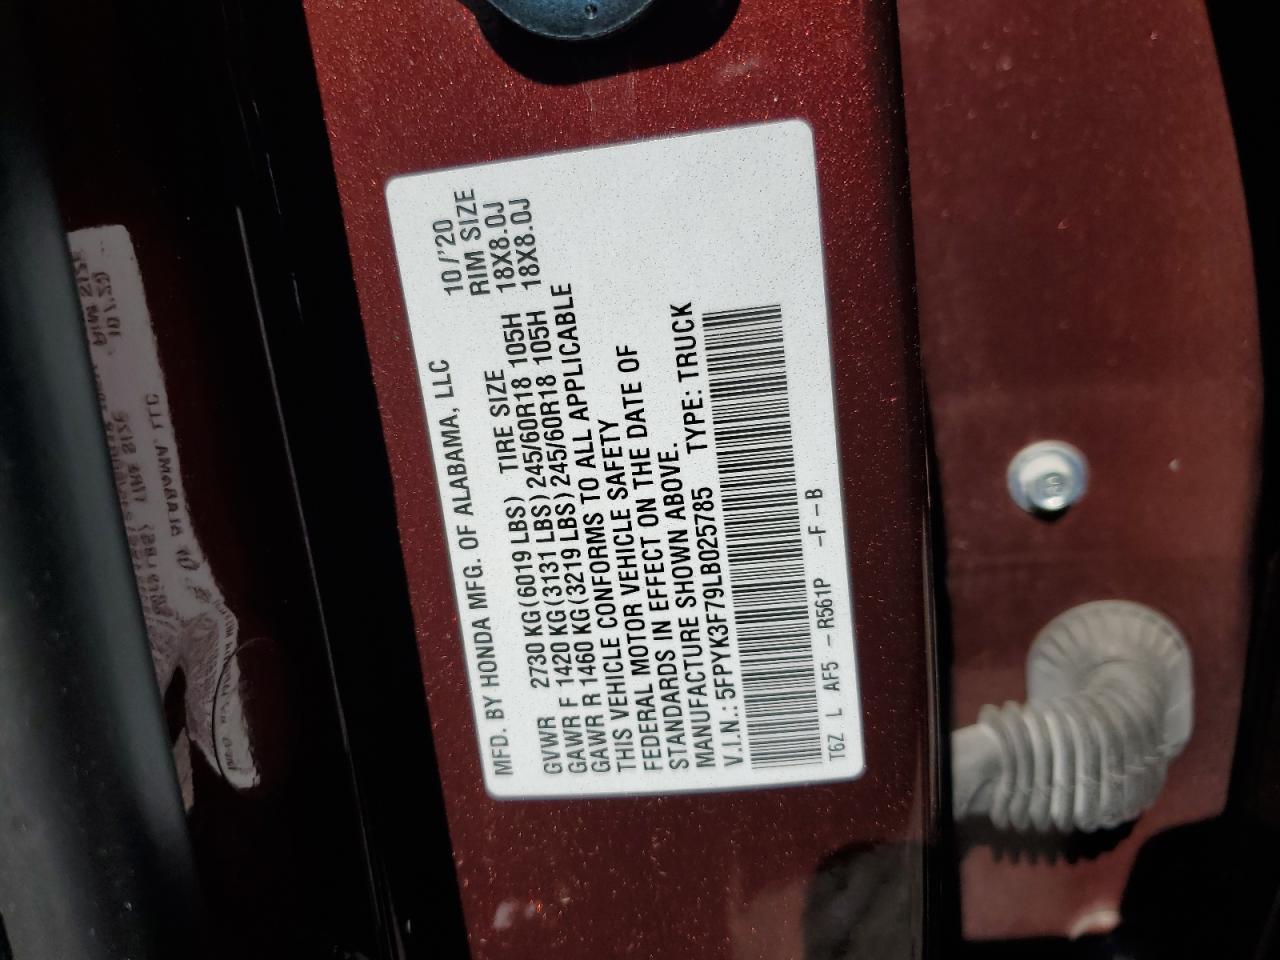 MFD. BY HONDA MFG. OF ALABAMA, LLC 10/'20
TIRE SIZE RIM SIZE
GVWR 2730 KG(6019 LBS)
GAWR F 1420 KG(3131 LBS)245/60R18 105H 18X8.0J
GAWR R 1460 KG(3219 LBS)245/60R18 105H 18X8.0J
THIS VEHICLE CONFORMS TO ALL APPLICABLE
FEDERAL MOTOR VEHICLE SAFETY
STANDARDS IN EFFECT ON THE DATE OF
MANUFACTURE SHOWN ABOVE.
V.I.N.: 5FPYK3F79LB025785 TYPE: TRUCK
T6Z L AF5 -R561P -F-B